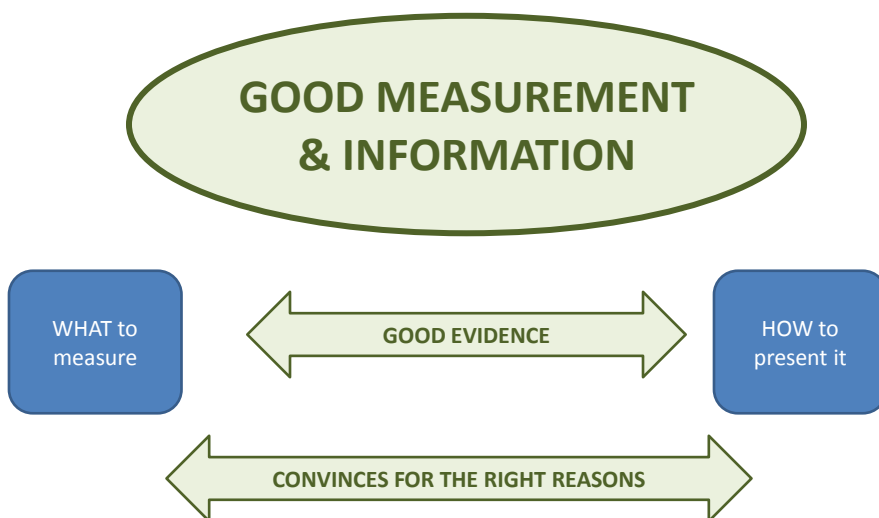 GOOD MEASUREMENT
& INFORMATION
WHAT to
measure
GOOD EVIDENCE
HOW to
present it
CONVINCES FOR THE RIGHT REASONS